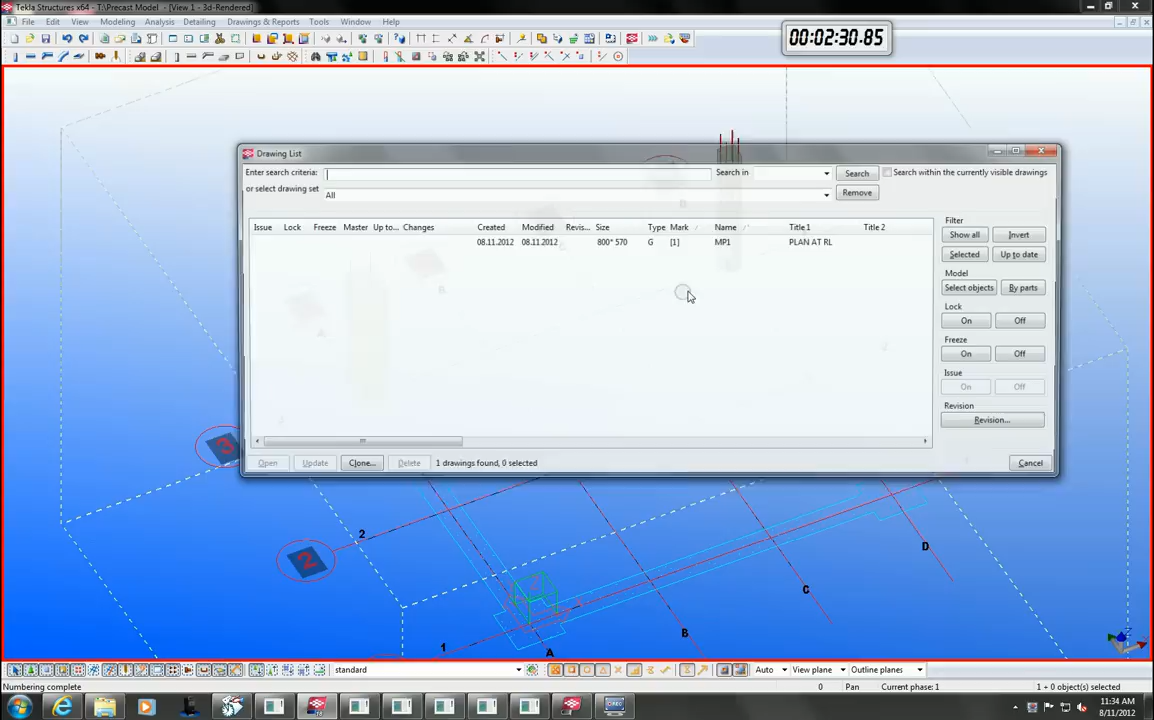 Tekla Structures x64 - T:\Precast Model - [View 1 - 3d-Rendered]
File Edit View Modeling Analysis Detailing Drawings & Reports Tools Window Help
00:02:30.85
Drawing List
Enter search criteria: Search in Search Search within the currently visible drawings
or select drawing set All Remove
Issue Lock Freeze Master Up to... Changes Created Modified Revis... Size Type Mark Name Title1 Title 2
08.11.2012 08.11.2012 800* 570 G [1] MP1 PLAN AT RL
Filter
Show all Invert
Selected Up to date
Model
Select objects By parts
Lock
On Off
Freeze
On Off
Issue
On Off
Revision
Revision...
Open Update Clone... Delete 1 drawings found, 0 selected Cancel
3
2
2
D
C
B
1
A
standard Auto View plane Outline planes
Numbering complete 0 Pan Current phase: 1 1 + 0 object(s) selected
11:34 AM
8/11/2012